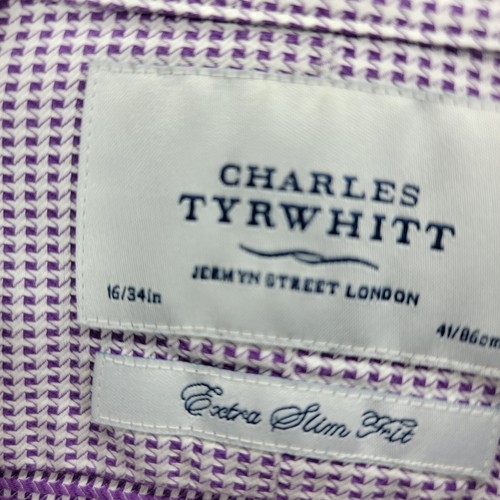 CHARLES
TYRWHITT
JERMYN STREET LONDON
16/34in
41/86cm
Extra Slim Fit